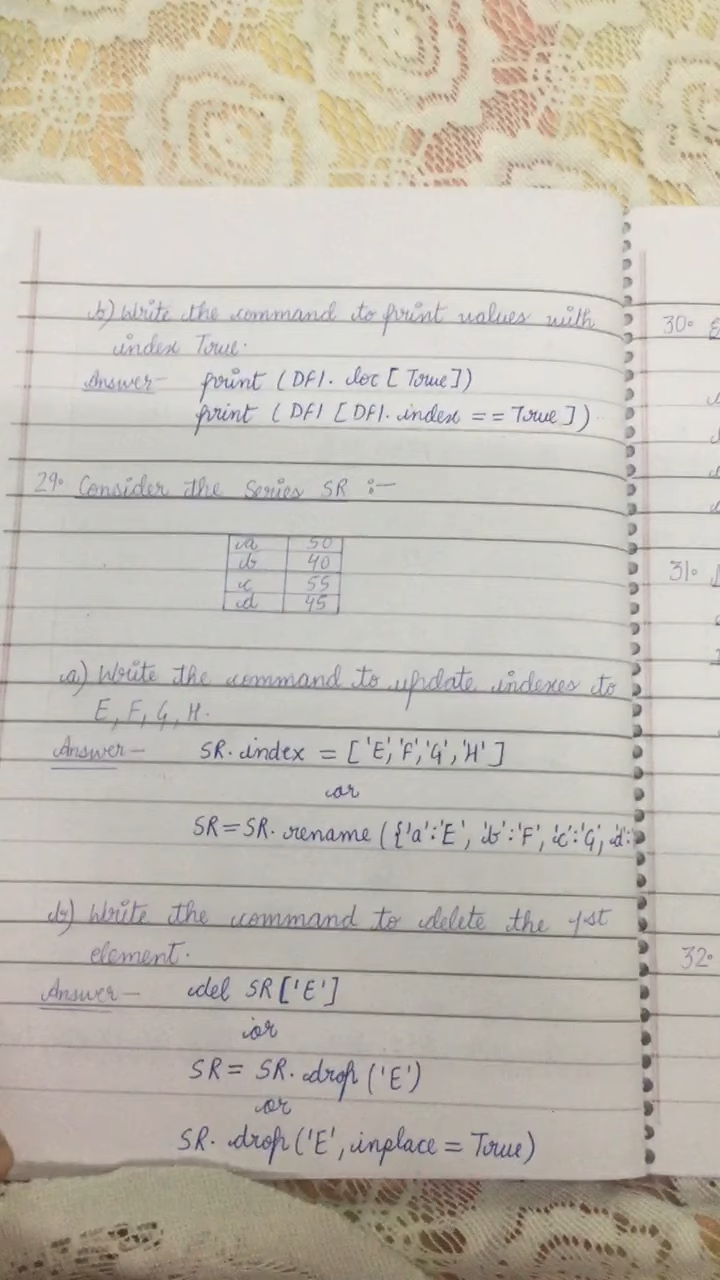 b) Write the command to print values with
index True.
Answer- print (DF1. loc [ True ])
print (DF1 [ DF1. index == True ])
29. Consider the Series SR :-
a 50
b 40
c 55
d 45
a) Write the command to update indexes to
E, F, G, H.
Answer- SR. index = ['E','F','G','H']
or
SR = SR. rename ({'a':'E', 'b':'F', 'c':'G', 'd':
b) Write the command to delete the 1st
element.
Answer- del SR ['E']
or
SR = SR. drop ('E')
or
SR. drop ('E', inplace = True)
30.
31.
32.